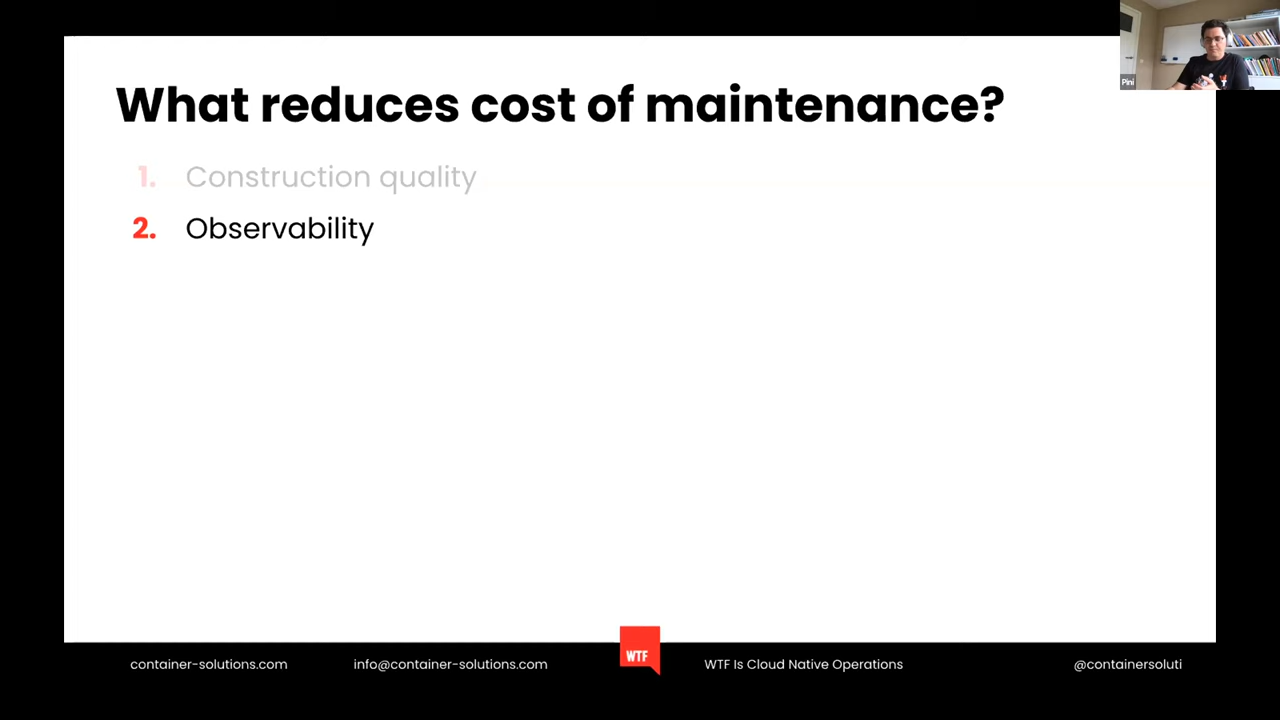 What reduces cost of maintenance?
1. Construction quality
2. Observability
Pini
WTF
container-solutions.com
info@container-solutions.com
WTF Is Cloud Native Operations
@containersoluti